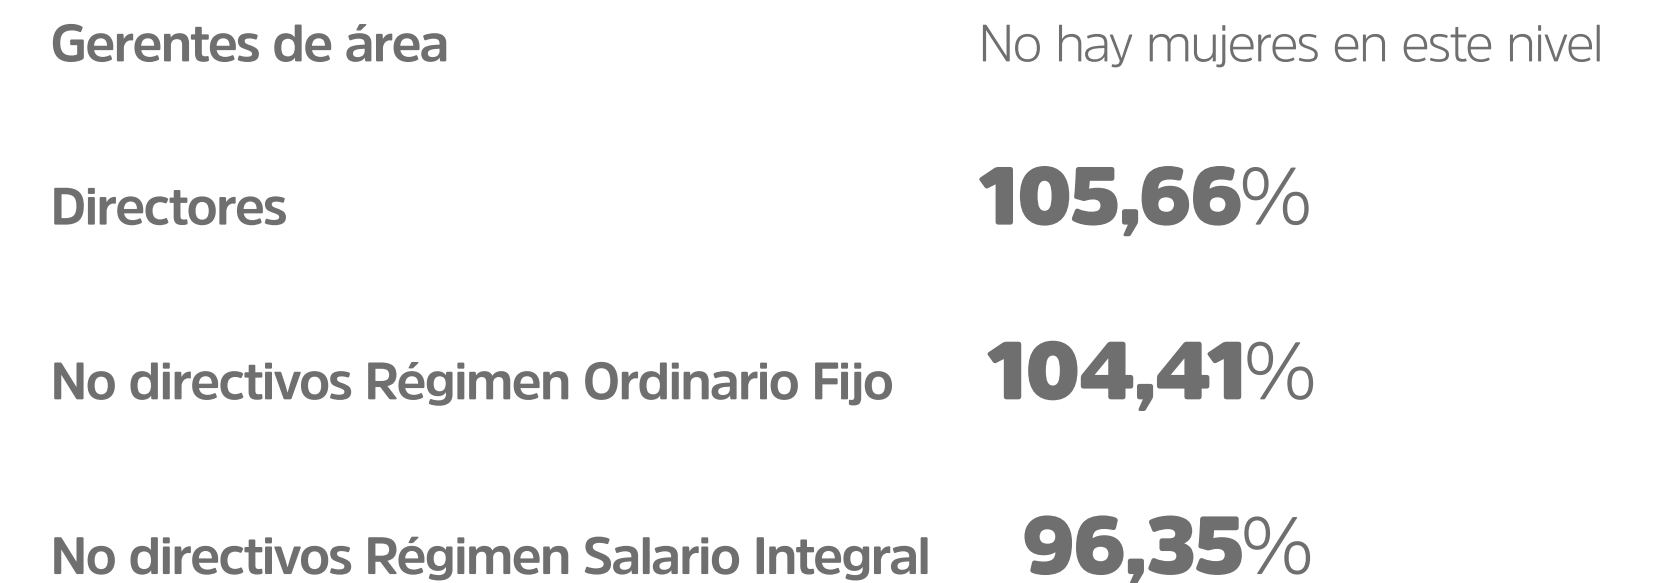 Gerentes de área No hay mujeres en este nivel
Directores 105,66%
No directivos Régimen Ordinario Fijo 104,41%
No directivos Régimen Salario Integral 96,35%